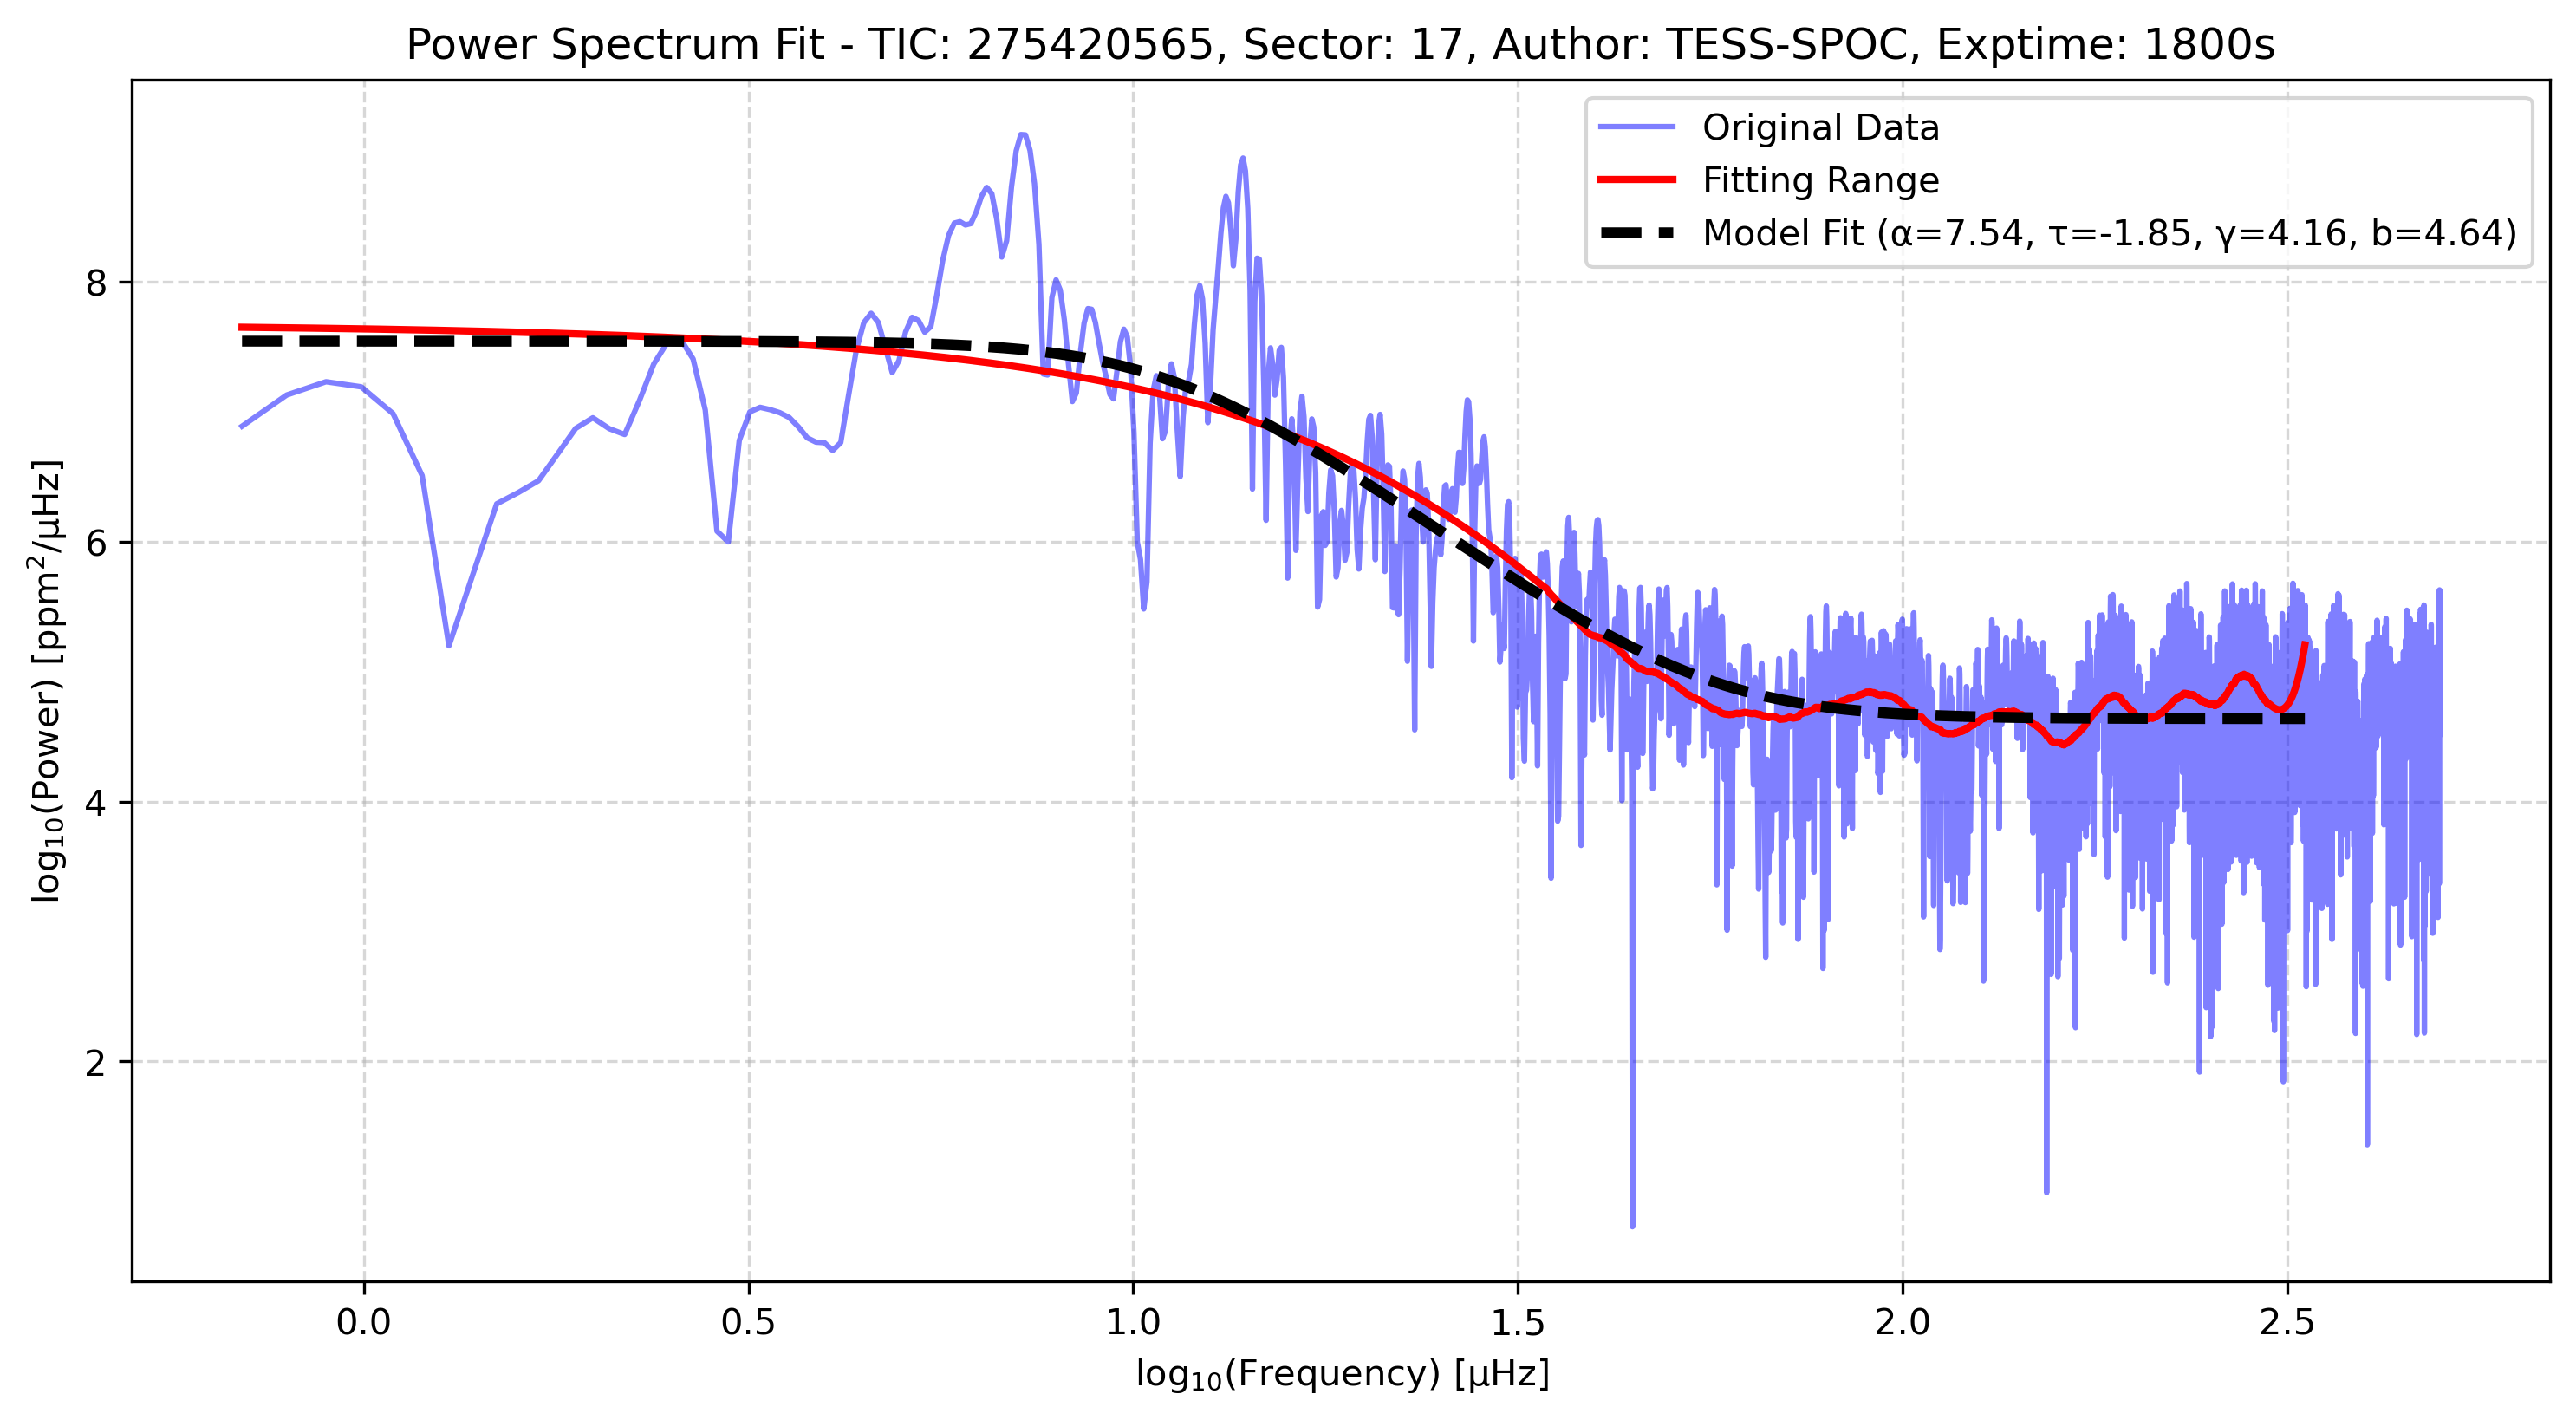 Power Spectrum Fit - TIC: 275420565, Sector: 17, Author: TESS-SPOC, Exptime: 1800s
Original Data
Fitting Range
Model Fit (α=7.54, τ=-1.85, γ=4.16, b=4.64)
log₁₀(Power) [ppm²/μHz]
8
6
4
2
0.0 0.5 1.0 1.5 2.0 2.5
log₁₀(Frequency) [μHz]